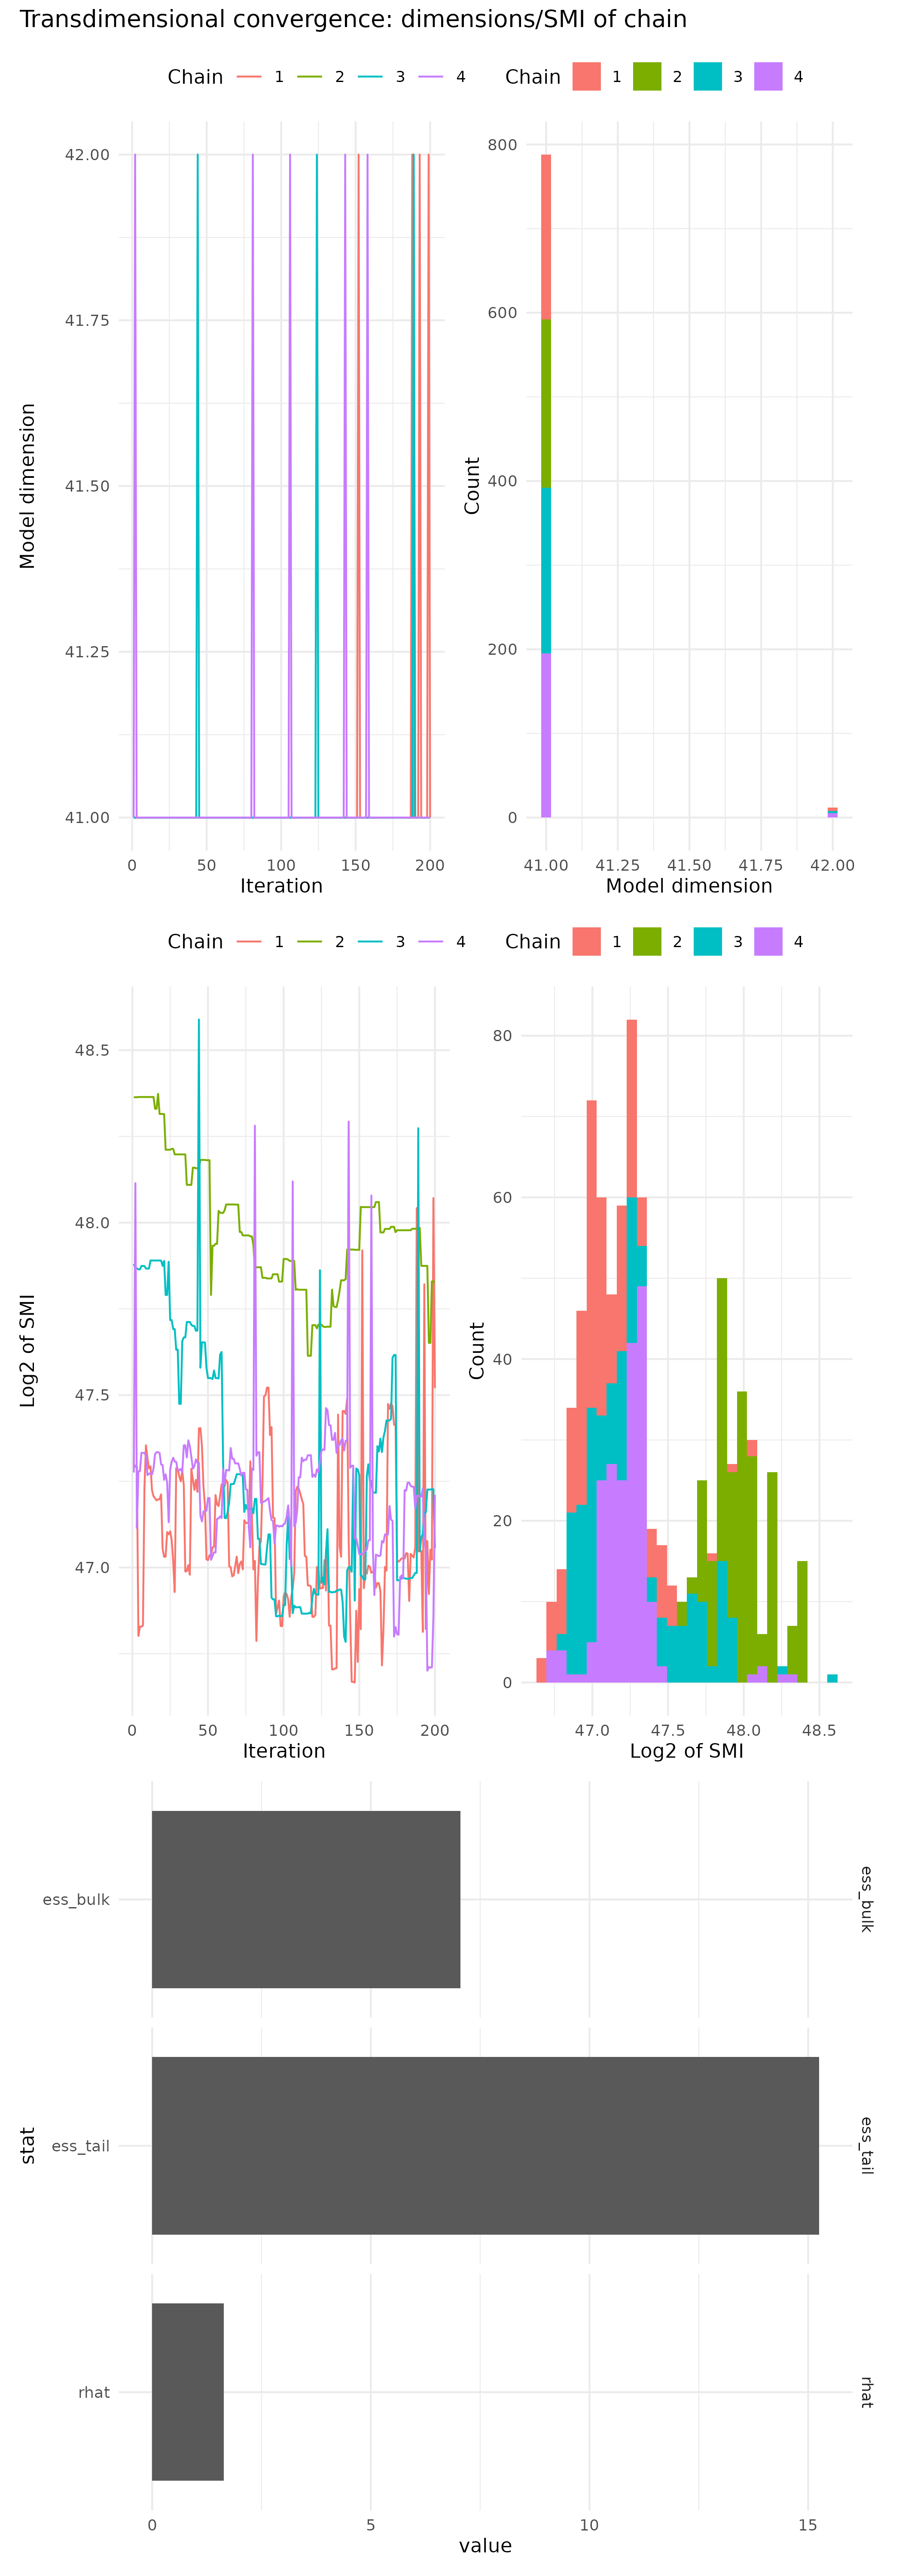 Transdimensional convergence: dimensions/SMI of chain
Chain 1 2 3 4
Chain 1 2 3 4
42.00
41.75
41.50
41.25
41.00
Model dimension
0 50 100 150 200
Iteration
800
600
400
200
0
Count
41.00 41.25 41.50 41.75 42.00
Model dimension
Chain 1 2 3 4
Chain 1 2 3 4
48.5
48.0
47.5
47.0
Log2 of SMI
0 50 100 150 200
Iteration
80
60
40
20
0
Count
47.0 47.5 48.0 48.5
Log2 of SMI
ess_bulk
ess_bulk
stat
ess_tail
ess_tail
rhat
rhat
0 5 10 15
value